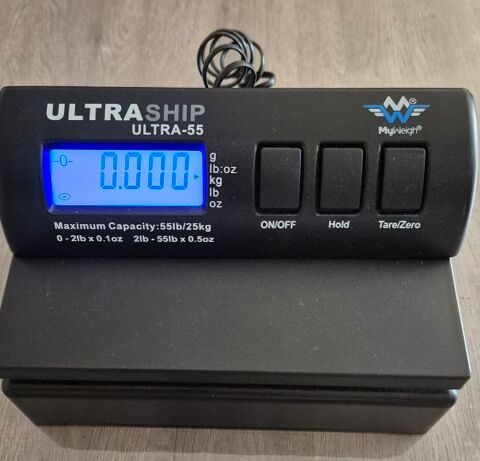 ULTRASHIP
ULTRA-55
MyWeigh®
-0-
0.000
g
lb:oz
kg
lb
oz
Maximum Capacity:55lb/25kg
0 - 2lb x 0.1oz 2lb - 55lb x 0.5oz
ON/OFF
Hold
Tare/Zero